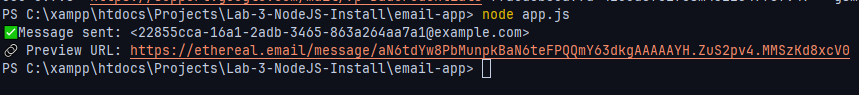 PS C:\xampp\htdocs\Projects\Lab-3-NodeJS-Install\email-app> node app.js
✅Message sent: <22855cca-16a1-2adb-3465-863a264aa7a1@example.com>
🔗 Preview URL: https://ethereal.email/message/aN6tdYw8PbMunpkBaN6teFPQQmY63dkgAAAAAYH.ZuS2pv4.MMSzKd8xcV0
PS C:\xampp\htdocs\Projects\Lab-3-NodeJS-Install\email-app>